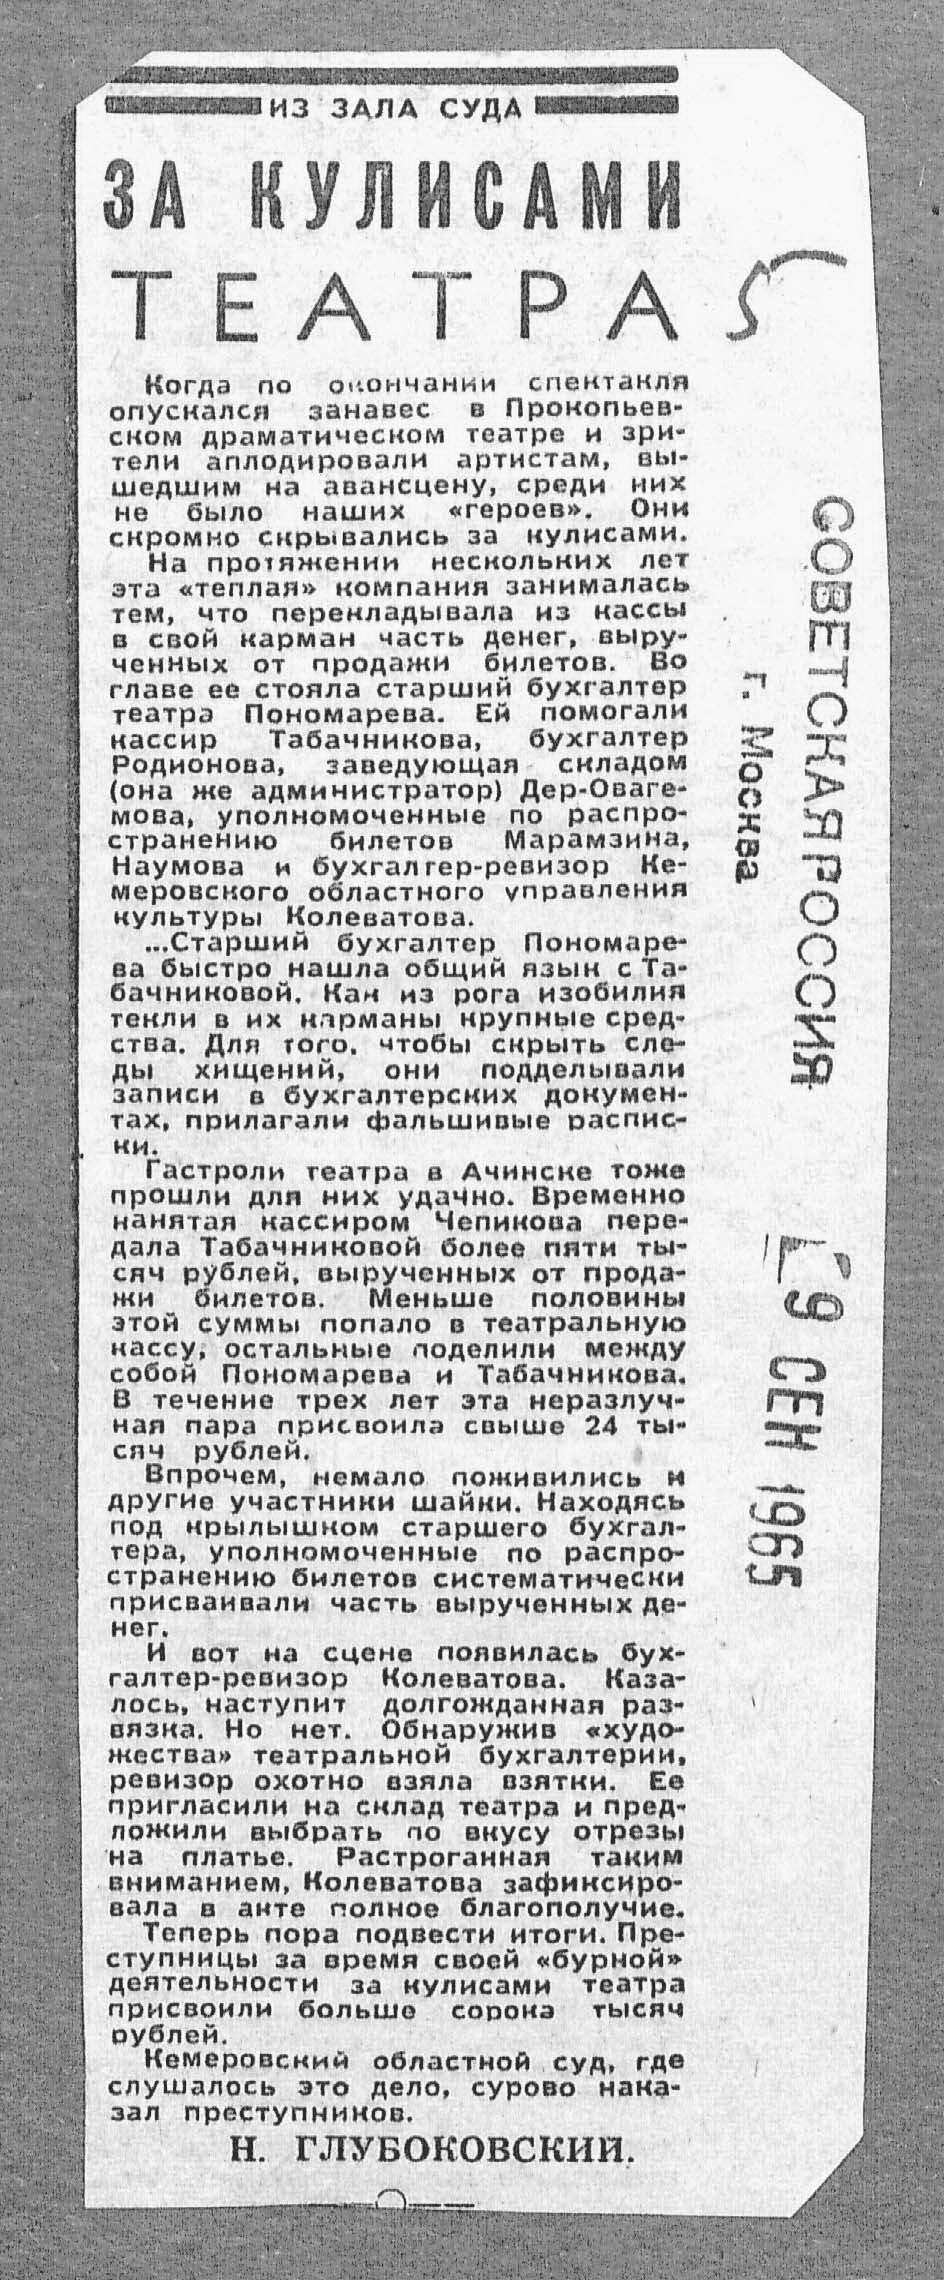 ИЗ ЗАЛА СУДА
ЗА КУЛИСАМИ
ТЕАТРА
Когда по окончании спектакля
опускался занавес в Прокопьев-
ском драматическом театре и зри-
тели аплодировали артистам, вы-
шедшим на авансцену, среди них
не было наших «героев». Они
скромно скрывались за кулисами.
На протяжении нескольких лет
эта «теплая» компания занималась
тем, что перекладывала из кассы
в свой карман часть денег, выру-
ченных от продажи билетов. Во
главе ее стояла старший бухгалтер
театра Пономарева. Ей помогали
кассир Табачникова, бухгалтер
Родионова, заведующая складом
(она же администратор) Дер-Оваге-
мова, уполномоченные по распро-
странению билетов Марамзина,
Наумова и бухгалтер-ревизор Ке-
меровского областного управления
культуры Колеватова.
...Старший бухгалтер Пономаре-
ва быстро нашла общий язык с Та-
бачниковой. Как из рога изобилия
текли в их карманы крупные сред-
ства. Для того, чтобы скрыть сле-
ды хищений, они подделывали
записи в бухгалтерских докумен-
тах, прилагали фальшивые распис-
ки.
Гастроли театра в Ачинске тоже
прошли для них удачно. Временно
нанятая кассиром Чепикова пере-
дала Табачниковой более пяти ты-
сяч рублей, вырученных от прода-
жи билетов. Меньше половины
этой суммы попало в театральную
кассу, остальные поделили между
собой Пономарева и Табачникова.
В течение трех лет эта неразлуч-
ная пара присвоила свыше 24 ты-
сяч рублей.
Впрочем, немало поживились и
другие участники шайки. Находясь
под крылышком старшего бухгал-
тера, уполномоченные по распро-
странению билетов систематически
присваивали часть вырученных де-
нег.
И вот на сцене появилась бух-
галтер-ревизор Колеватова. Каза-
лось, наступит долгожданная раз-
вязка. Но нет. Обнаружив «худо-
жества» театральной бухгалтерии,
ревизор охотно взяла взятки. Ее
пригласили на склад театра и пред-
ложили выбрать по вкусу отрезы
на платье. Растроганная таким
вниманием, Колеватова зафиксиро-
вала в акте полное благополучие.
Теперь пора подвести итоги. Пре-
ступницы за время своей «бурной»
деятельности за кулисами театра
присвоили больше сорока тысяч
рублей.
Кемеровский областной суд, где
слушалось это дело, сурово нака-
зал преступников.
Н. ГЛУБОКОВСКИЙ.
СОВЕТСКАЯ РОССИЯ
г. Москва
9 СЕН 1965